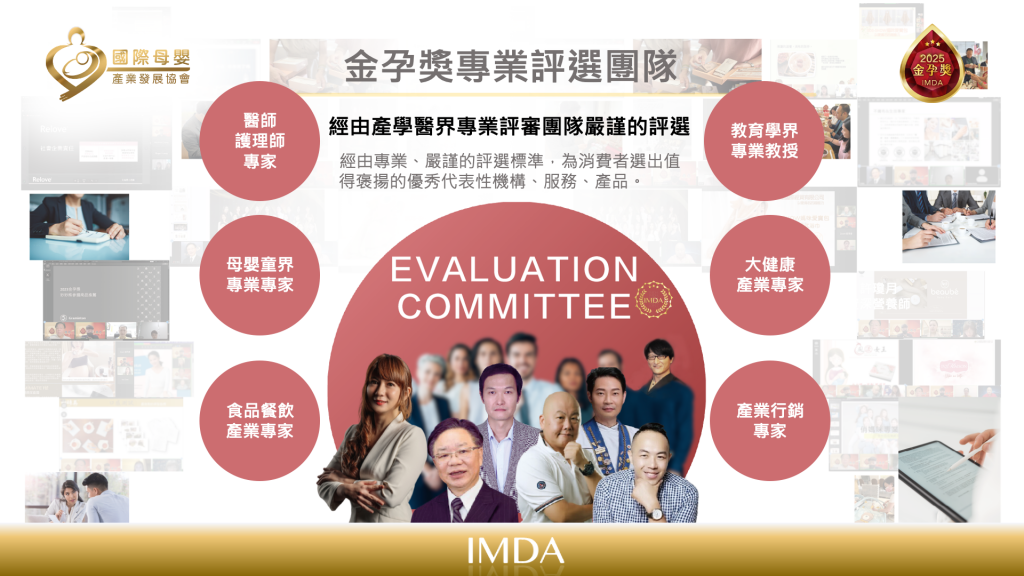 國際母嬰
產業發展協會
金孕獎專業評選團隊
2025
金孕獎
IMDA
經由產學醫界專業評審團隊嚴謹的評選
經由專業、嚴謹的評選標準，為消費者選出值
得褒揚的優秀代表性機構、服務、產品。
醫師
護理師
專家
教育學界
專業教授
母嬰童界
專業專家
大健康
產業專家
食品餐飲
產業專家
產業行銷
專家
EVALUATION
COMMITTEE
IMDA
IMDA